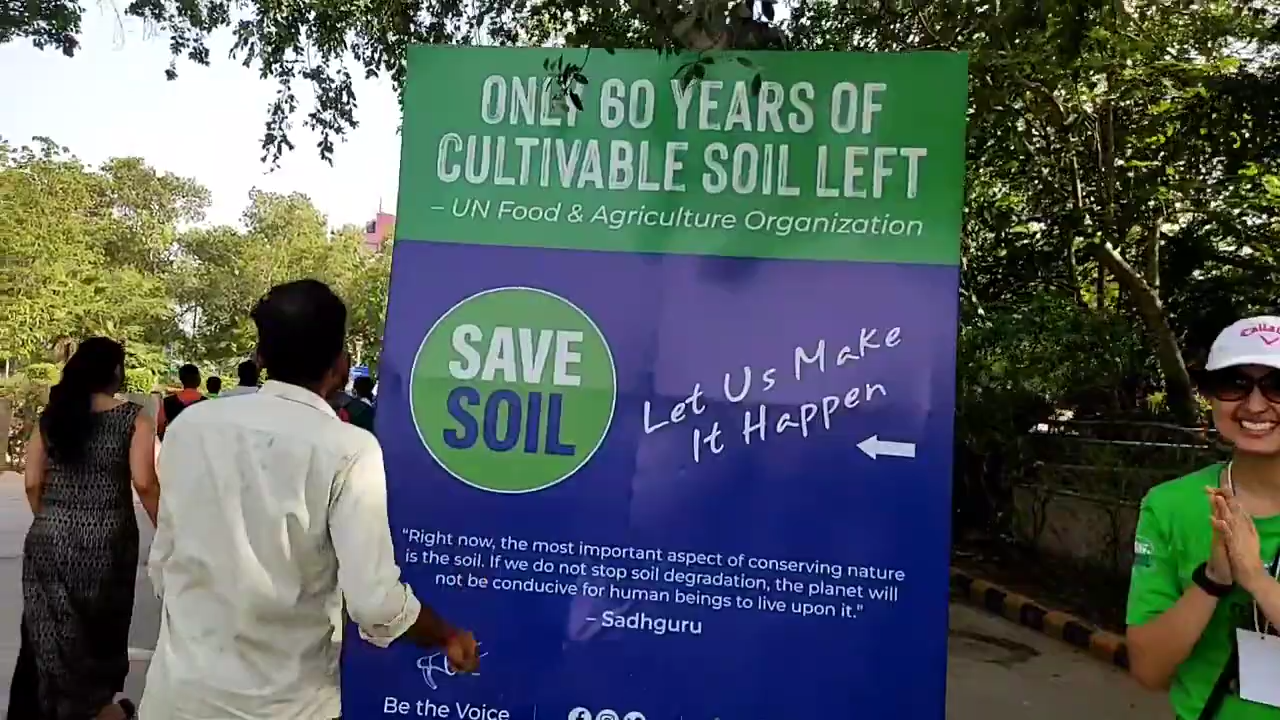 ONLY 60 YEARS OF
CULTIVABLE SOIL LEFT
– UN Food & Agriculture Organization
SAVE
SOIL
Let Us Make
It Happen
"Right now, the most important aspect of conserving nature
is the soil. If we do not stop soil degradation, the planet will
not be conducive for human beings to live upon it."
– Sadhguru
Be the Voice